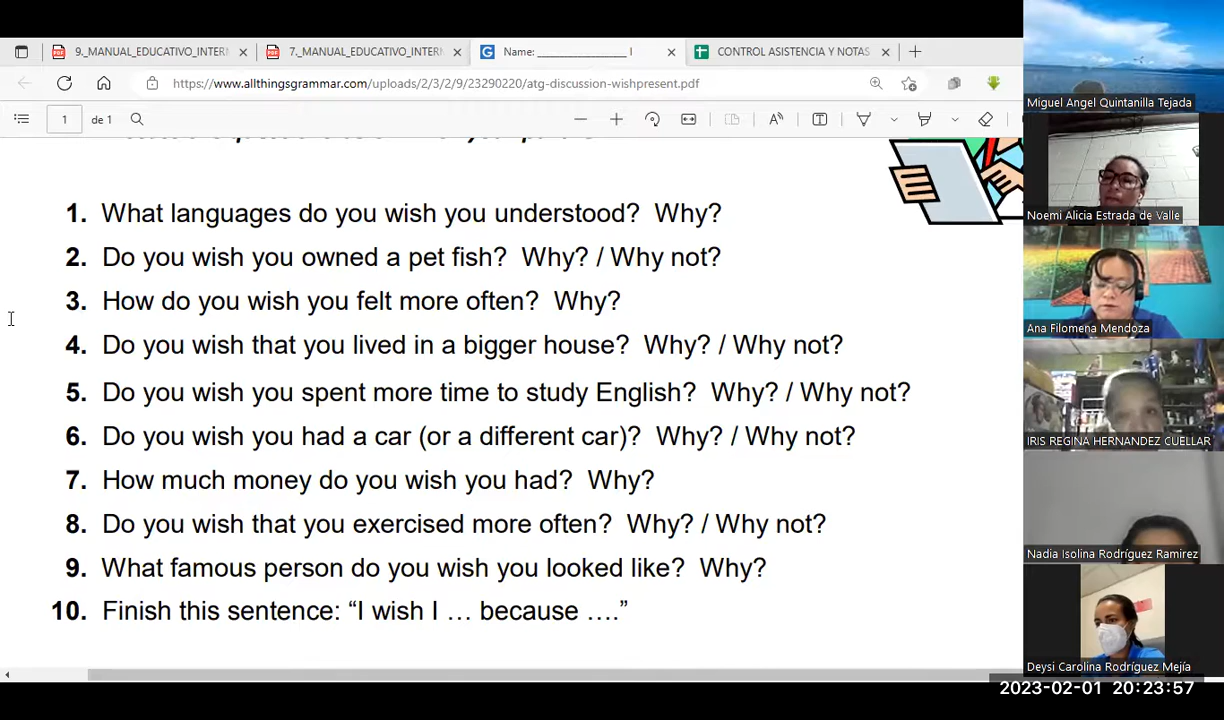 9._MANUAL_EDUCATIVO_INTERN
7._MANUAL_EDUCATIVO_INTERN
Name: ________________ I
CONTROL ASISTENCIA Y NOTAS
https://www.allthingsgrammar.com/uploads/2/3/2/9/23290220/atg-discussion-wishpresent.pdf
1 de 1
1. What languages do you wish you understood? Why?
2. Do you wish you owned a pet fish? Why? / Why not?
3. How do you wish you felt more often? Why?
4. Do you wish that you lived in a bigger house? Why? / Why not?
5. Do you wish you spent more time to study English? Why? / Why not?
6. Do you wish you had a car (or a different car)? Why? / Why not?
7. How much money do you wish you had? Why?
8. Do you wish that you exercised more often? Why? / Why not?
9. What famous person do you wish you looked like? Why?
10. Finish this sentence: “I wish I … because ….”
Miguel Angel Quintanilla Tejada
Noemi Alicia Estrada de Valle
Ana Filomena Mendoza
IRIS REGINA HERNANDEZ CUELLAR
Nadia Isolina Rodríguez Ramirez
Deysi Carolina Rodríguez Mejía
2023-02-01 20:23:57